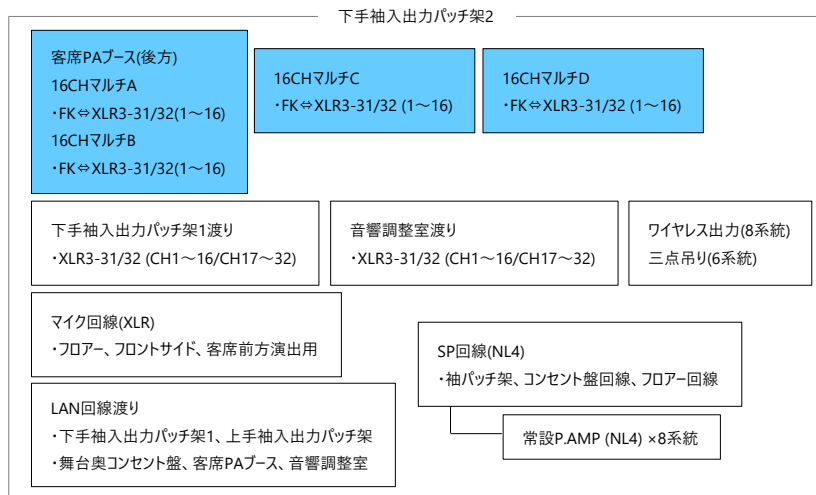 下手袖入出力パッチ架2
客席PAブース(後方)
16CHマルチA
・FK⇔XLR3-31/32(1～16)
16CHマルチB
・FK⇔XLR3-31/32(1～16)
16CHマルチC
・FK⇔XLR3-31/32 (1～16)
16CHマルチD
・FK⇔XLR3-31/32 (1～16)
下手袖入出力パッチ架1渡り
・XLR3-31/32 (CH1～16/CH17～32)
音響調整室渡り
・XLR3-31/32 (CH1～16/CH17～32)
ワイヤレス出力(8系統)
三点吊り(6系統)
マイク回線(XLR)
・フロアー、フロントサイド、客席前方演出用
SP回線(NL4)
・袖パッチ架、コンセント盤回線、フロアー回線
常設P.AMP (NL4) ×8系統
LAN回線渡り
・下手袖入出力パッチ架1、上手袖入出力パッチ架
・舞台奥コンセント盤、客席PAブース、音響調整室